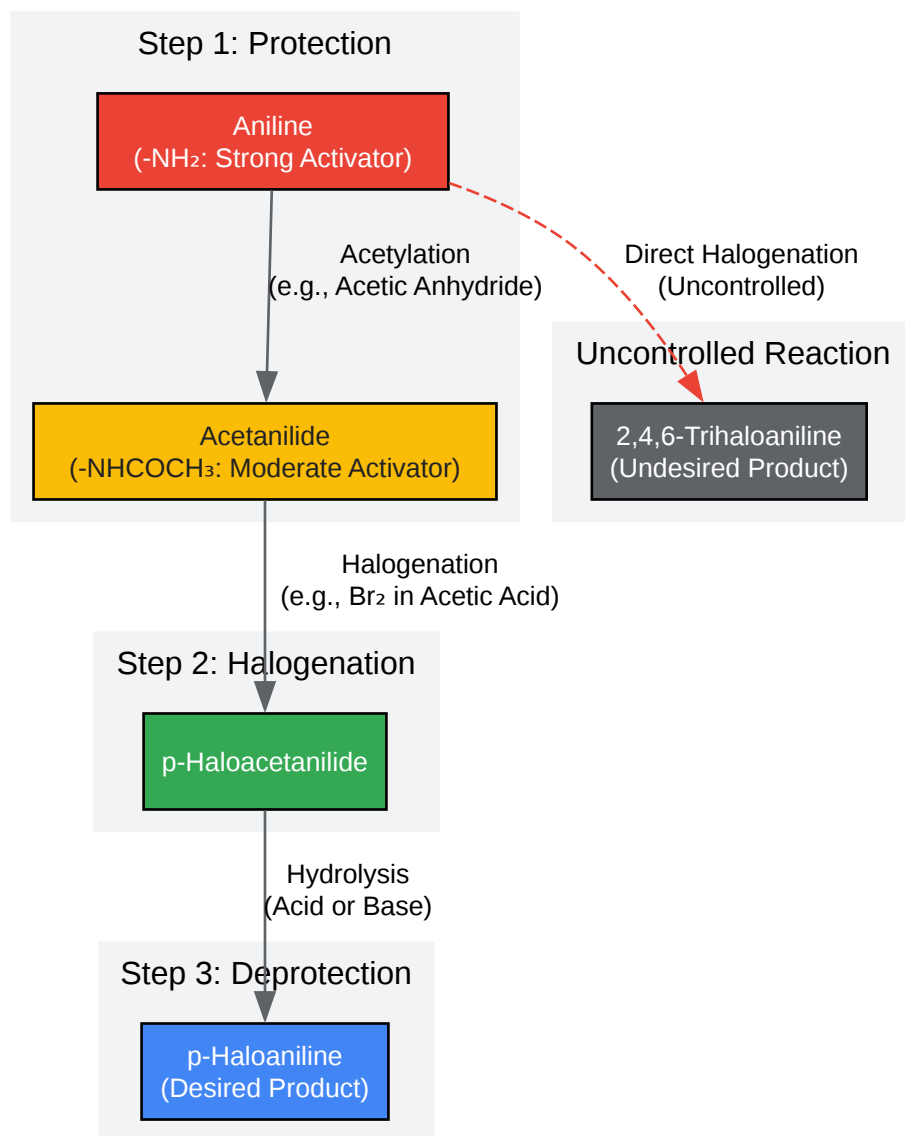 Step 1: Protection
Aniline
(-NH₂: Strong Activator)
Acetylation
(e.g., Acetic Anhydride)
Direct Halogenation
(Uncontrolled)
Uncontrolled Reaction
Acetanilide
(-NHCOCH₃: Moderate Activator)
2,4,6-Trihaloaniline
(Undesired Product)
Halogenation
(e.g., Br₂ in Acetic Acid)
Step 2: Halogenation
p-Haloacetanilide
Hydrolysis
(Acid or Base)
Step 3: Deprotection
p-Haloaniline
(Desired Product)